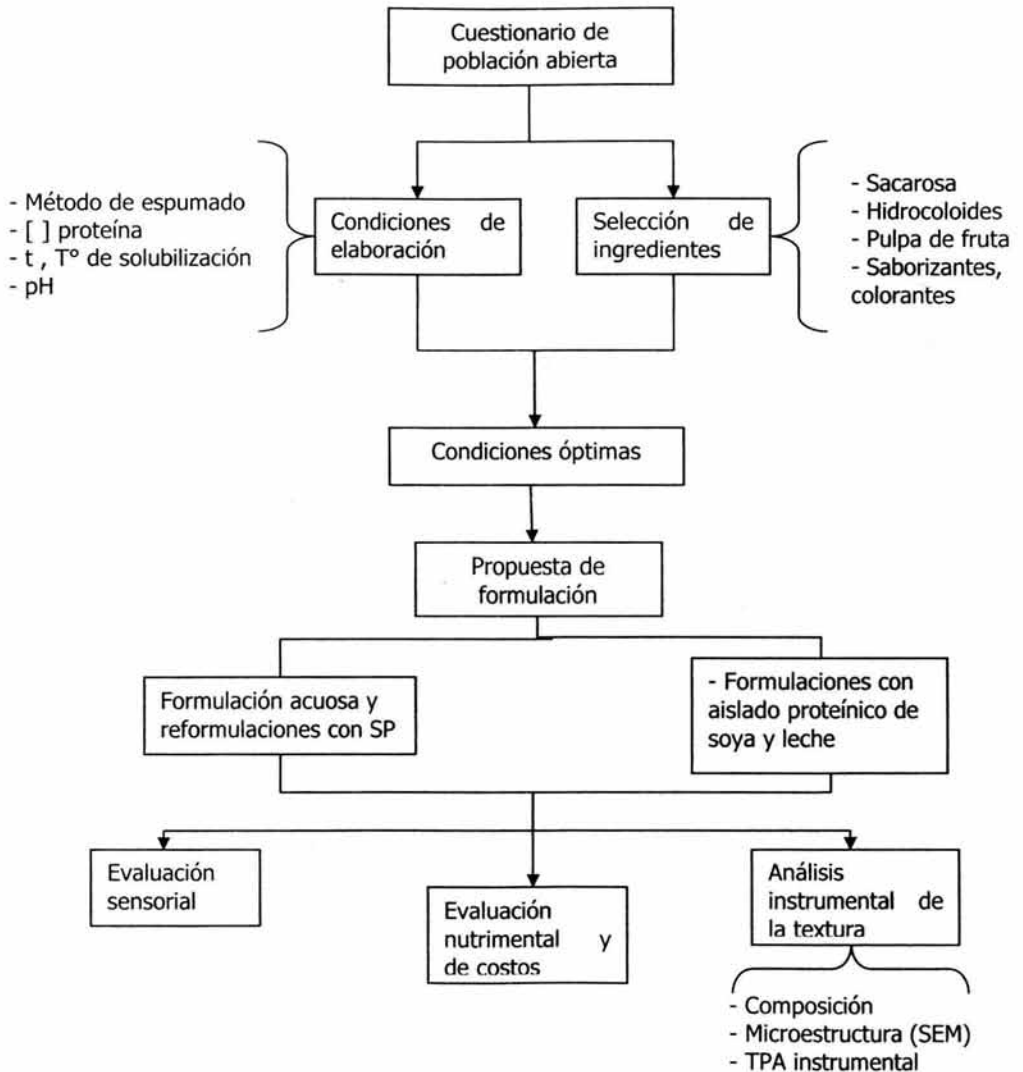 Cuestionario de
población abierta
- Método de espumado
- [ ] proteína
- t , Tº de solubilización
- pH
Condiciones de
elaboración
Selección de
ingredientes
- Sacarosa
- Hidrocoloides
- Pulpa de fruta
- Saborizantes,
colorantes
Condiciones óptimas
Propuesta de
formulación
Formulación acuosa y
reformulaciones con SP
- Formulaciones con
aislado proteínico de
soya y leche
Evaluación
sensorial
Evaluación
nutrimental y
de costos
Análisis
instrumental de
la textura
- Composición
- Microestructura (SEM)
- TPA instrumental